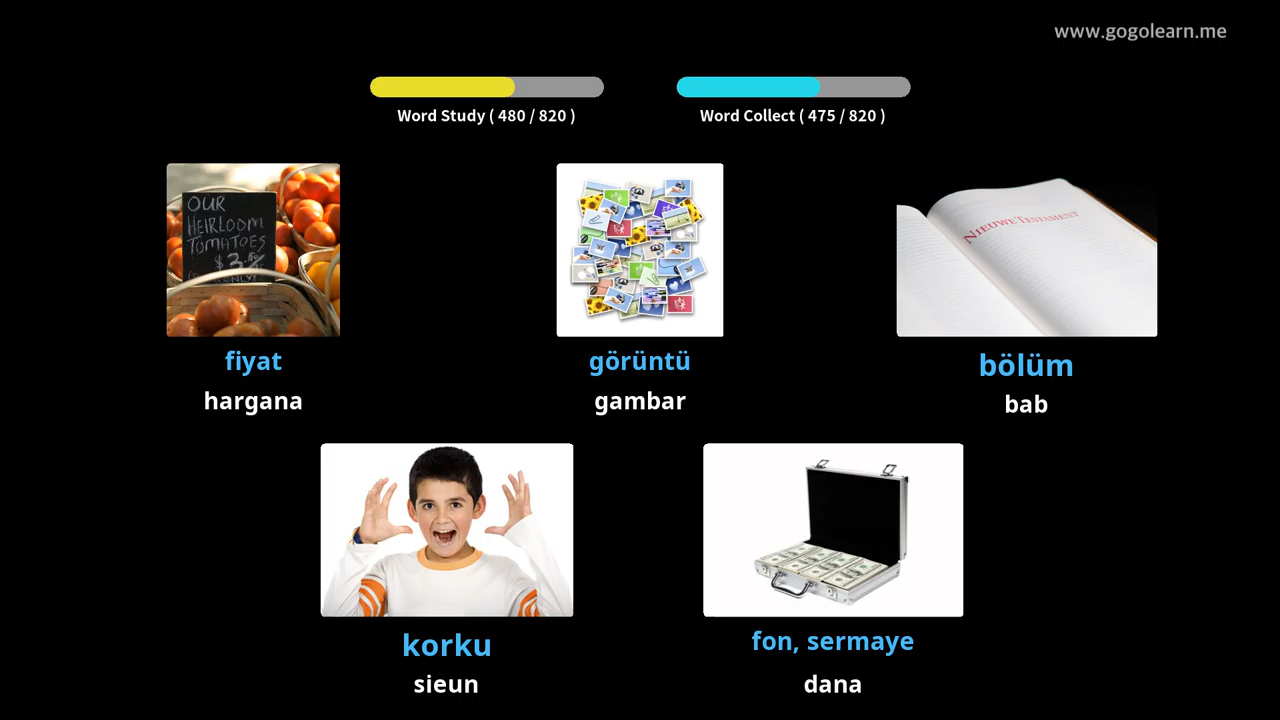 www.gogolearn.me
Word Study ( 480 / 820 )
Word Collect ( 475 / 820 )
OUR
HEIRLOOM
TOMATOES
NIEUWE TESTAMENT
fiyat
hargana
görüntü
gambar
bölüm
bab
korku
sieun
fon, sermaye
dana